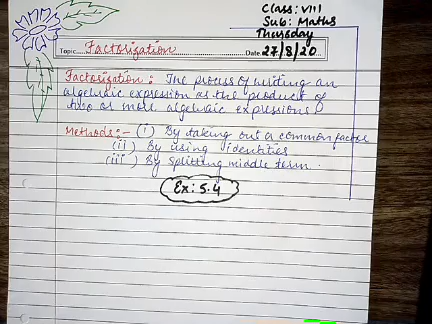 Class: VIII
Sub: Maths
Thursday
Topic Factorization Date 27/8/20
Factorization : The process of writing an
algebraic expression as the product of
two or more algebraic expressions.
Methods:- (i) By taking out a common factor
(ii) By using identities
(iii) By splitting middle term.
Ex: 5.4